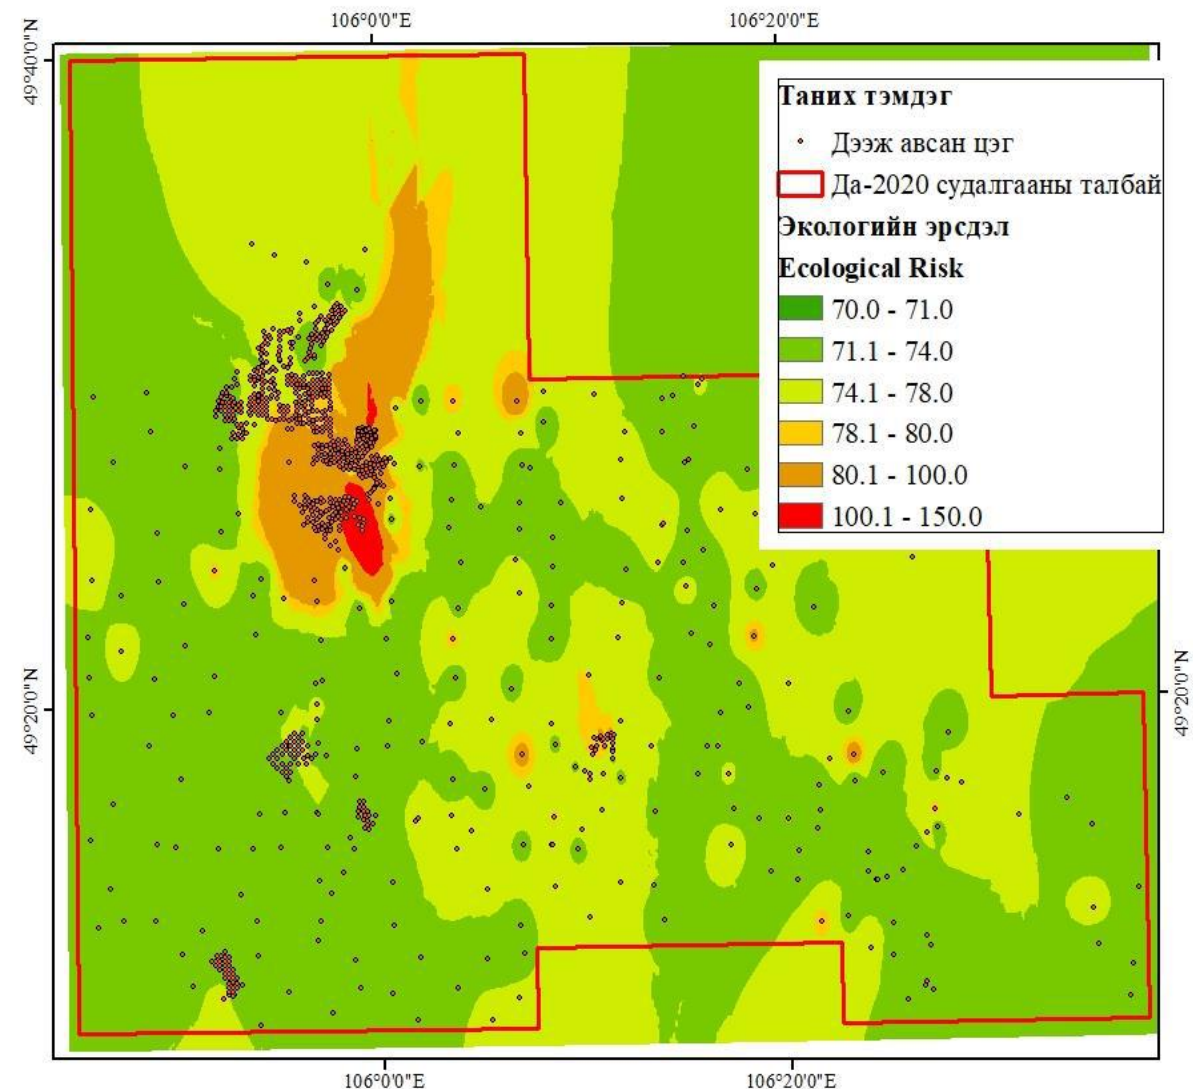 106°0'0"E
106°20'0"E
49°40'0"N
Таних тэмдэг
Дээж авсан цэг
Да-2020 судалгааны талбай
Экологийн эрсдэл
Ecological Risk
70.0 - 71.0
71.1 - 74.0
74.1 - 78.0
78.1 - 80.0
80.1 - 100.0
100.1 - 150.0
49°20'0"N
49°20'0"N
106°0'0"E
106°20'0"E